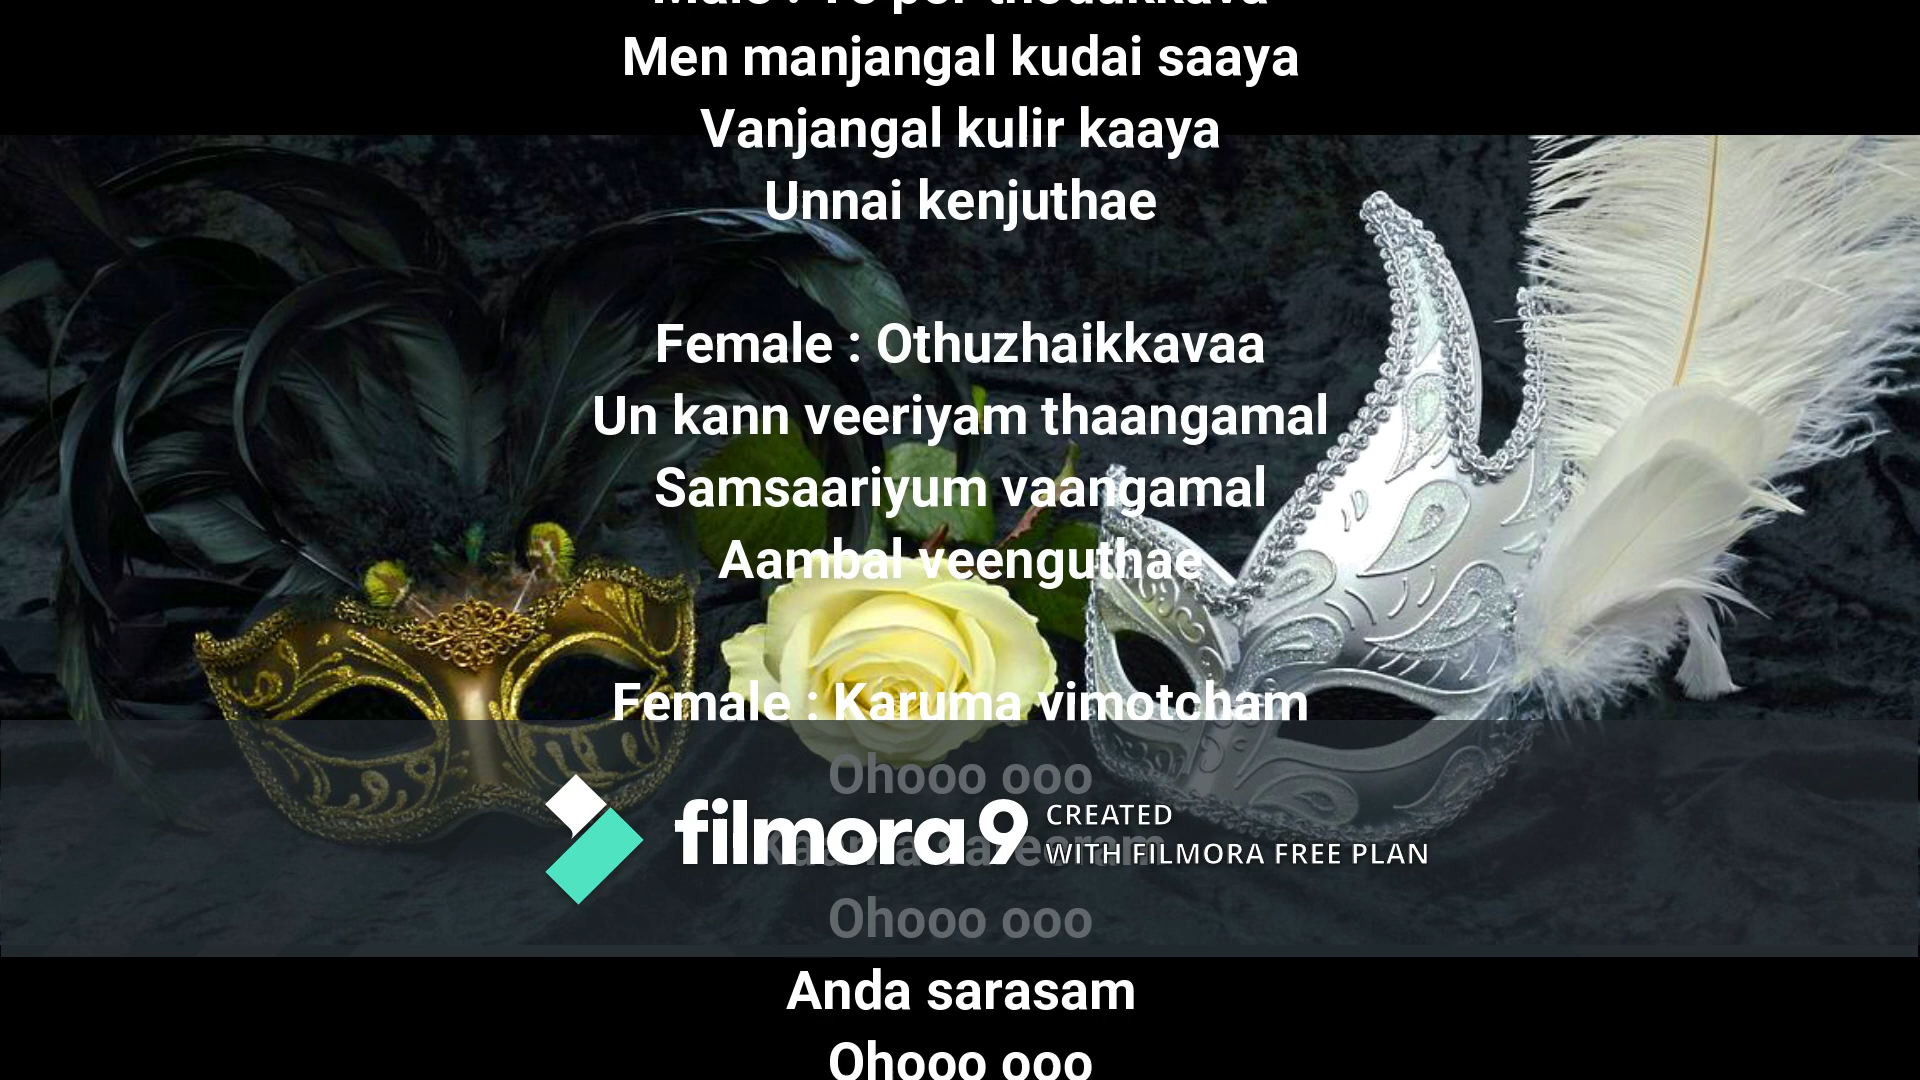 Men manjangal kudai saaya
Vanjangal kulir kaaya
Unnai kenjuthae
Female : Othuzhaikkavaa
Un kann veeriyam thaangamal
Samsaariyum vaangamal
Aambal veenguthae
Female : Karuma vimotcham
Ohooo ooo
filmora9 CREATED
WITH FILMORA FREE PLAN
Ohooo ooo
Anda sarasam
Ohooo ooo